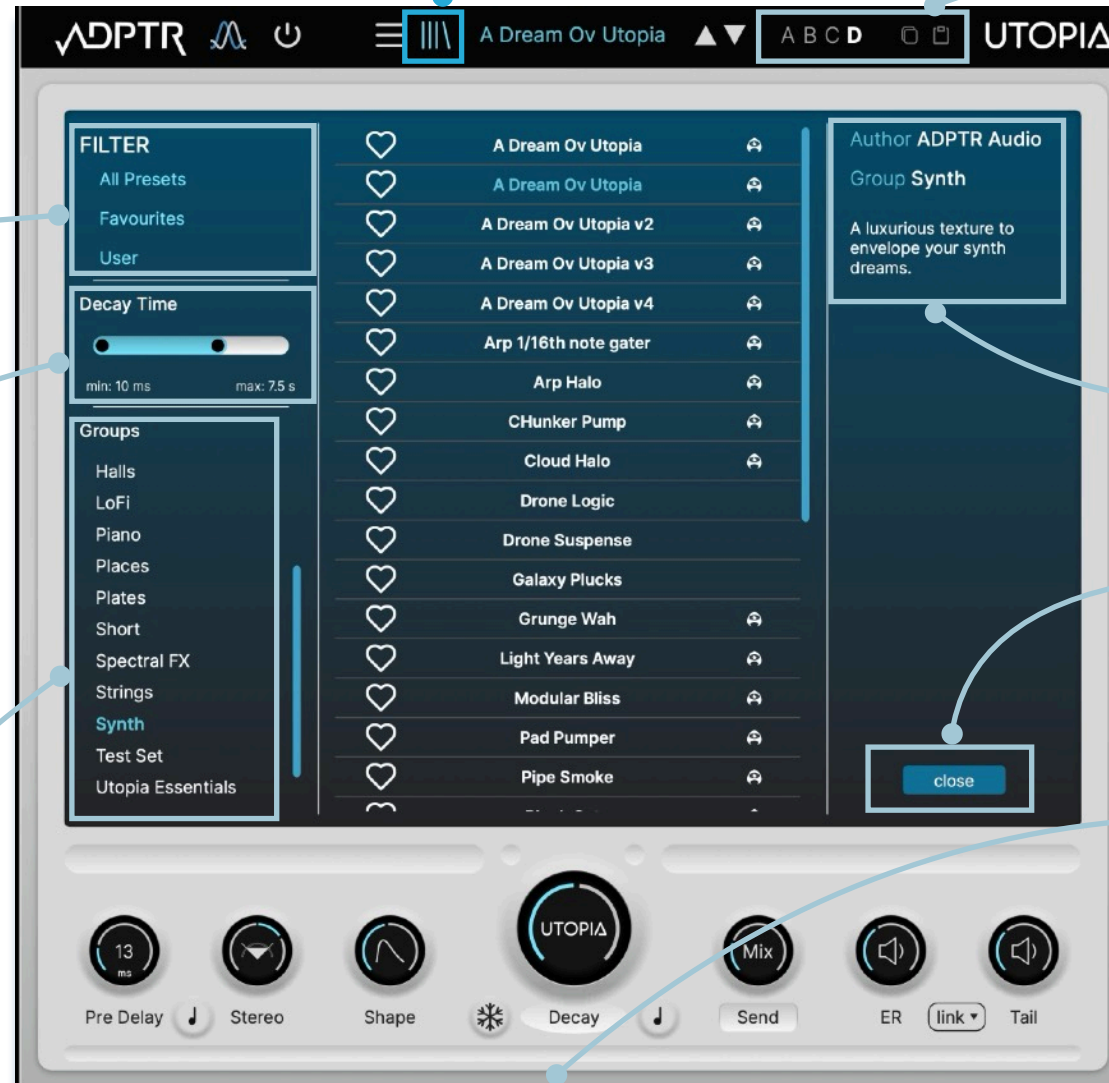 ADPTR
A Dream Ov Utopia
A B C D
UTOPIA
FILTER
All Presets
Favourites
User
Decay Time
min: 10 ms
max: 7.5 s
Groups
Halls
LoFi
Piano
Places
Plates
Short
Spectral FX
Strings
Synth
Test Set
Utopia Essentials
A Dream Ov Utopia
A Dream Ov Utopia
A Dream Ov Utopia v2
A Dream Ov Utopia v3
A Dream Ov Utopia v4
Arp 1/16th note gater
Arp Halo
CHunker Pump
Cloud Halo
Drone Logic
Drone Suspense
Galaxy Plucks
Grunge Wah
Light Years Away
Modular Bliss
Pad Pumper
Pipe Smoke
Author ADPTR Audio
Group Synth
A luxurious texture to
envelope your synth
dreams.
close
13
ms
UTOPIA
Mix
Pre Delay
Stereo
Shape
Decay
Send
ER
link
Tail